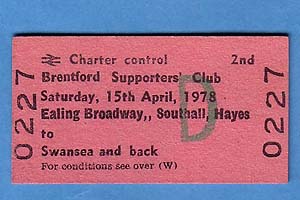 Charter control 2nd
Brentford Supporters' Club
Saturday, 15th April, 1978
Ealing Broadway,, Southall, Hayes
to
Swansea and back
For conditions see over (W)
0227
0227
D